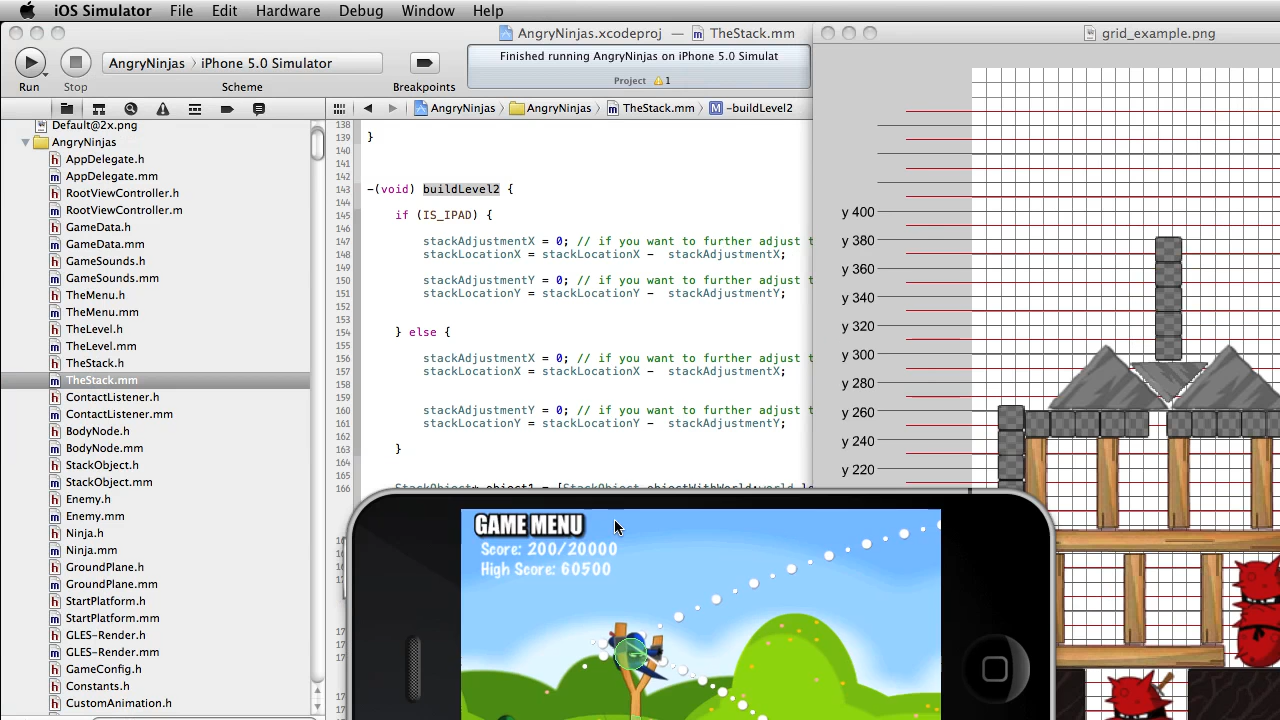 iOS Simulator File Edit Hardware Debug Window Help
AngryNinjas.xcodeproj — TheStack.mm
grid_example.png
AngryNinjas iPhone 5.0 Simulator
Finished running AngryNinjas on iPhone 5.0 Simulat
Project 1
Run Stop Scheme Breakpoints
AngryNinjas AngryNinjas TheStack.mm M -buildLevel2
Default@2x.png
AngryNinjas
h AppDelegate.h
m AppDelegate.mm
h RootViewController.h
m RootViewController.m
h GameData.h
m GameData.mm
h GameSounds.h
m GameSounds.mm
h TheMenu.h
m TheMenu.mm
h TheLevel.h
m TheLevel.mm
h TheStack.h
m TheStack.mm
h ContactListener.h
m ContactListener.mm
h BodyNode.h
m BodyNode.mm
h StackObject.h
m StackObject.mm
h Enemy.h
m Enemy.mm
h Ninja.h
m Ninja.mm
h GroundPlane.h
m GroundPlane.mm
h StartPlatform.h
m StartPlatform.mm
h GLES-Render.h
m GLES-Render.mm
h GameConfig.h
h Constants.h
h CustomAnimation.h
138
139 }
140
141
142
143 -(void) buildLevel2 {
144
145 if (IS_IPAD) {
146
147 stackAdjustmentX = 0; // if you want to further adjust t
148 stackLocationX = stackLocationX - stackAdjustmentX;
149
150 stackAdjustmentY = 0; // if you want to further adjust t
151 stackLocationY = stackLocationY - stackAdjustmentY;
152
153
154 } else {
155
156 stackAdjustmentX = 0; // if you want to further adjust t
157 stackLocationX = stackLocationX - stackAdjustmentX;
158
159
160 stackAdjustmentY = 0; // if you want to further adjust t
161 stackLocationY = stackLocationY - stackAdjustmentY;
162
163 }
164
165
166 StackObject* object1 = [StackObject objectWithWorld:world
y 400
y 380
y 360
y 340
y 320
y 300
y 280
y 260
y 240
y 220
GAME MENU
Score: 200/20000
High Score: 60500